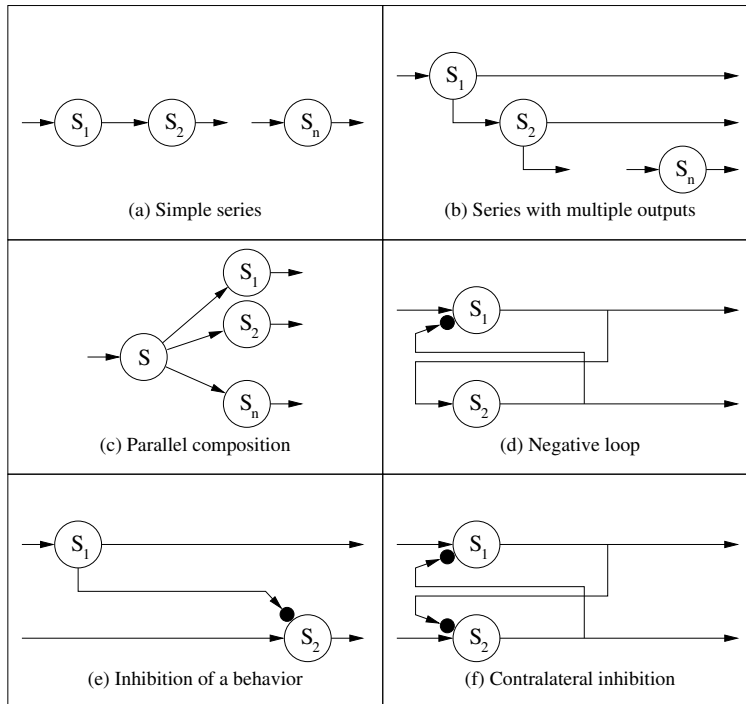 S1 S2 Sn
(a) Simple series
S1
S2
Sn
(b) Series with multiple outputs
S1
S2
S
Sn
(c) Parallel composition
S1
S2
(d) Negative loop
S1
S2
(e) Inhibition of a behavior
S1
S2
(f) Contralateral inhibition